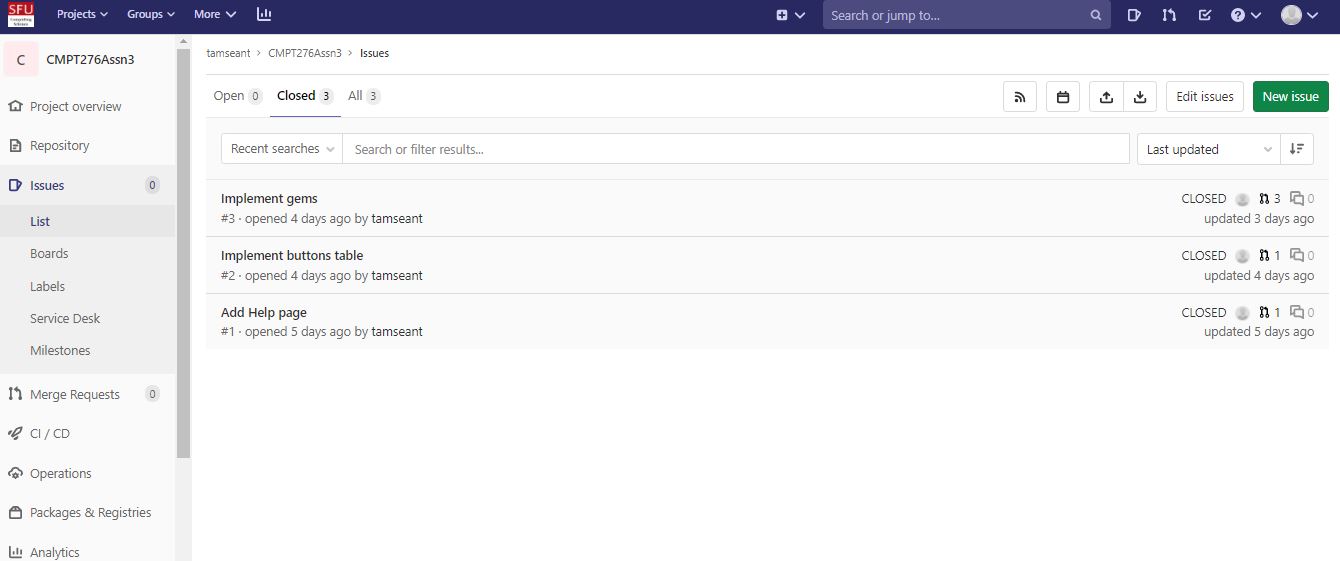 SFU
Computing
Science
Projects
Groups
More
Search or jump to...
C
CMPT276Assn3
Project overview
Repository
Issues 0
List
Boards
Labels
Service Desk
Milestones
Merge Requests 0
CI / CD
Operations
Packages & Registries
Analytics
tamseant > CMPT276Assn3 > Issues
Open 0 Closed 3 All 3
Edit issues
New issue
Recent searches
Search or filter results...
Last updated
Implement gems
CLOSED 3 0
#3 · opened 4 days ago by tamseant
updated 3 days ago
Implement buttons table
CLOSED 1 0
#2 · opened 4 days ago by tamseant
updated 4 days ago
Add Help page
CLOSED 1 0
#1 · opened 5 days ago by tamseant
updated 5 days ago